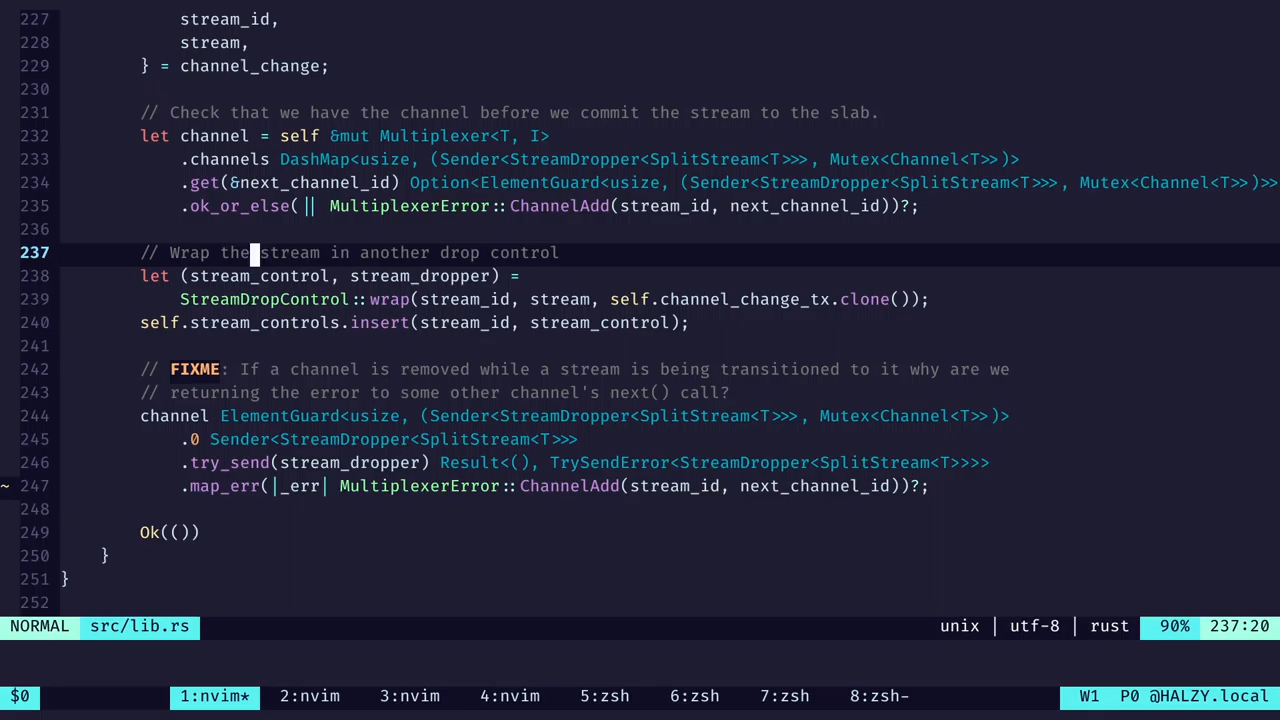 227             stream_id,
228             stream,
229         } = channel_change;
230
231         // Check that we have the channel before we commit the stream to the slab.
232         let channel = self &mut Multiplexer<T, I>
233             .channels DashMap<usize, (Sender<StreamDropper<SplitStream<T>>>, Mutex<Channel<T>>)>
234             .get(&next_channel_id) Option<ElementGuard<usize, (Sender<StreamDropper<SplitStream<T>>>, Mutex<Channel<T>>)>>
235             .ok_or_else(|| MultiplexerError::ChannelAdd(stream_id, next_channel_id))?;
236
237         // Wrap the stream in another drop control
238         let (stream_control, stream_dropper) =
239             StreamDropControl::wrap(stream_id, stream, self.channel_change_tx.clone());
240         self.stream_controls.insert(stream_id, stream_control);
241
242         // FIXME: If a channel is removed while a stream is being transitioned to it why are we
243         // returning the error to some other channel's next() call?
244         channel ElementGuard<usize, (Sender<StreamDropper<SplitStream<T>>>, Mutex<Channel<T>>)>
245             .0 Sender<StreamDropper<SplitStream<T>>>
246             .try_send(stream_dropper) Result<(), TrySendError<StreamDropper<SplitStream<T>>>>
~ 247             .map_err(|_err| MultiplexerError::ChannelAdd(stream_id, next_channel_id))?;
248
249         Ok(())
250     }
251 }
252
NORMAL src/lib.rs unix | utf-8 | rust 90% 237:20
$0 1:nvim* 2:nvim 3:nvim 4:nvim 5:zsh 6:zsh 7:zsh 8:zsh- W1 P0 @HALZY.local